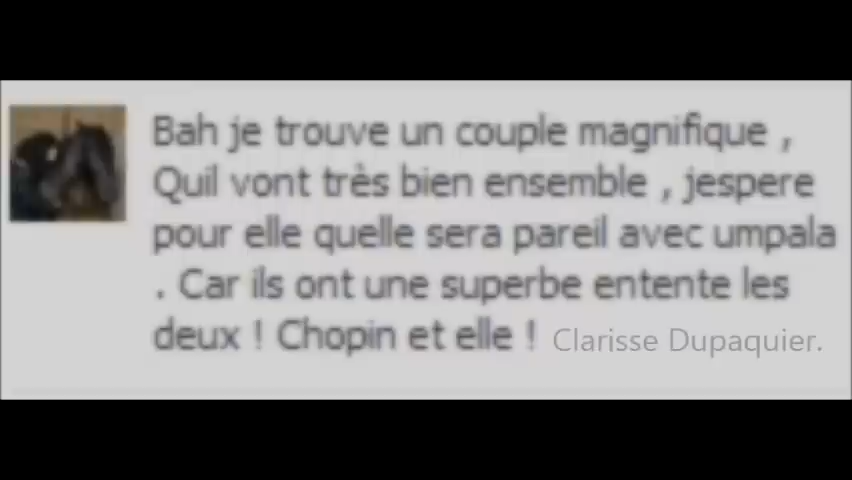 Bah je trouve un couple magnifique ,
Quil vont très bien ensemble , jespere
pour elle quelle sera pareil avec umpala
. Car ils ont une superbe entente les
deux ! Chopin et elle ! Clarisse Dupaquier.